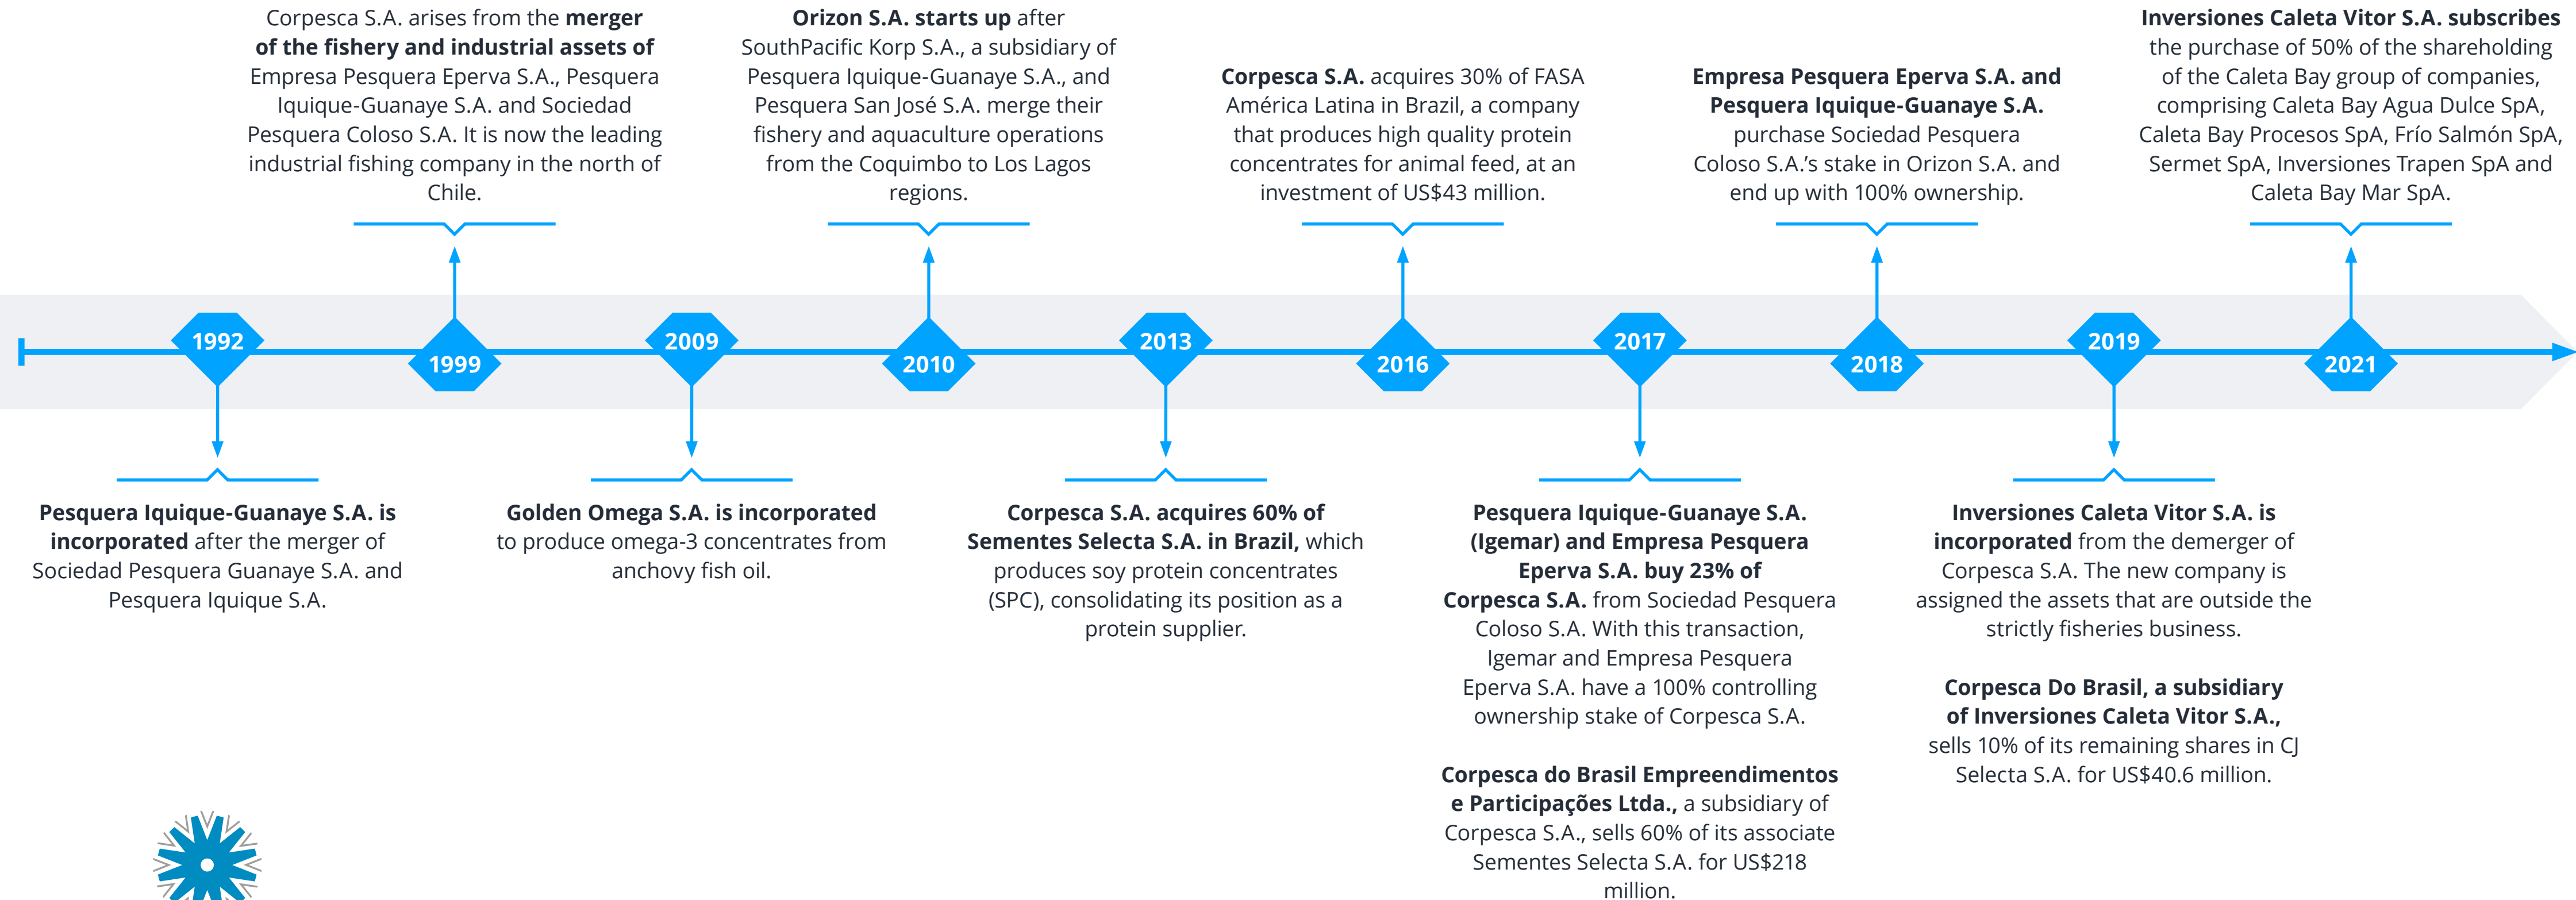 Corpesca S.A. arises from the merger
of the fishery and industrial assets of
Empresa Pesquera Eperva S.A., Pesquera
Iquique-Guanaye S.A. and Sociedad
Pesquera Coloso S.A. It is now the leading
industrial fishing company in the north of
Chile.
Orizon S.A. starts up after
SouthPacific Korp S.A., a subsidiary of
Pesquera Iquique-Guanaye S.A., and
Pesquera San José S.A. merge their
fishery and aquaculture operations
from the Coquimbo to Los Lagos
regions.
Corpesca S.A. acquires 30% of FASA
América Latina in Brazil, a company
that produces high quality protein
concentrates for animal feed, at an
investment of US$43 million.
Empresa Pesquera Eperva S.A. and
Pesquera Iquique-Guanaye S.A.
purchase Sociedad Pesquera
Coloso S.A.’s stake in Orizon S.A. and
end up with 100% ownership.
Inversiones Caleta Vitor S.A. subscribes
the purchase of 50% of the shareholding
of the Caleta Bay group of companies,
comprising Caleta Bay Agua Dulce SpA,
Caleta Bay Procesos SpA, Frío Salmón SpA,
Sermet SpA, Inversiones Trapen SpA and
Caleta Bay Mar SpA.
1992
1999
2009
2010
2013
2016
2017
2018
2019
2021
Pesquera Iquique-Guanaye S.A. is
incorporated after the merger of
Sociedad Pesquera Guanaye S.A. and
Pesquera Iquique S.A.
Golden Omega S.A. is incorporated
to produce omega-3 concentrates from
anchovy fish oil.
Corpesca S.A. acquires 60% of
Sementes Selecta S.A. in Brazil, which
produces soy protein concentrates
(SPC), consolidating its position as a
protein supplier.
Pesquera Iquique-Guanaye S.A.
(Igemar) and Empresa Pesquera
Eperva S.A. buy 23% of
Corpesca S.A. from Sociedad Pesquera
Coloso S.A. With this transaction,
Igemar and Empresa Pesquera
Eperva S.A. have a 100% controlling
ownership stake of Corpesca S.A.
Corpesca do Brasil Empreendimentos
e Participações Ltda., a subsidiary of
Corpesca S.A., sells 60% of its associate
Sementes Selecta S.A. for US$218
million.
Inversiones Caleta Vitor S.A. is
incorporated from the demerger of
Corpesca S.A. The new company is
assigned the assets that are outside the
strictly fisheries business.
Corpesca Do Brasil, a subsidiary
of Inversiones Caleta Vitor S.A.,
sells 10% of its remaining shares in CJ
Selecta S.A. for US$40.6 million.